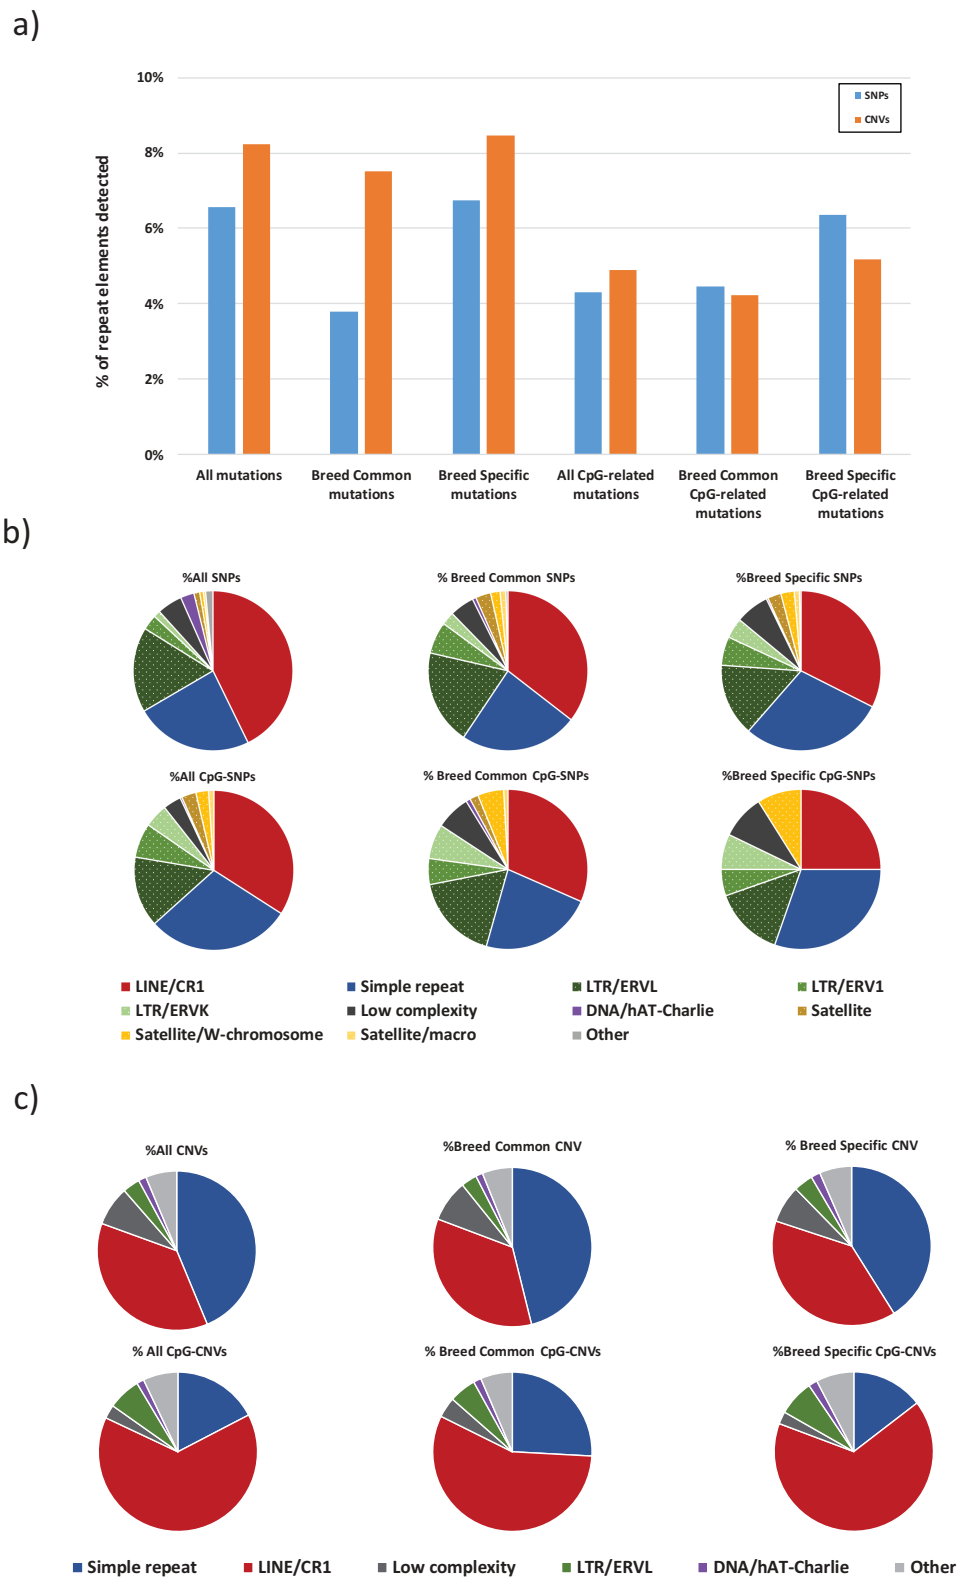 a)
10%
8%
6%
4%
2%
0%
% of repeat elements detected
SNPs
CNVs
All mutations
Breed Common
mutations
Breed Specific
mutations
All CpG-related
mutations
Breed Common
CpG-related mutations
Breed Specific
CpG-related
mutations
b)
%All SNPs
% Breed Common SNPs
%Breed Specific SNPs
%All CpG-SNPs
% Breed Common CpG-SNPs
%Breed Specific CpG-SNPs
LINE/CR1
Simple repeat
LTR/ERVL
LTR/ERV1
LTR/ERVK
Low complexity
DNA/hAT-Charlie
Satellite
Satellite/W-chromosome
Satellite/macro
Other
c)
%All CNVs
%Breed Common CNV
% Breed Specific CNV
% All CpG-CNVs
% Breed Common CpG-CNVs
%Breed Specific CpG-CNVs
Simple repeat
LINE/CR1
Low complexity
LTR/ERVL
DNA/hAT-Charlie
Other